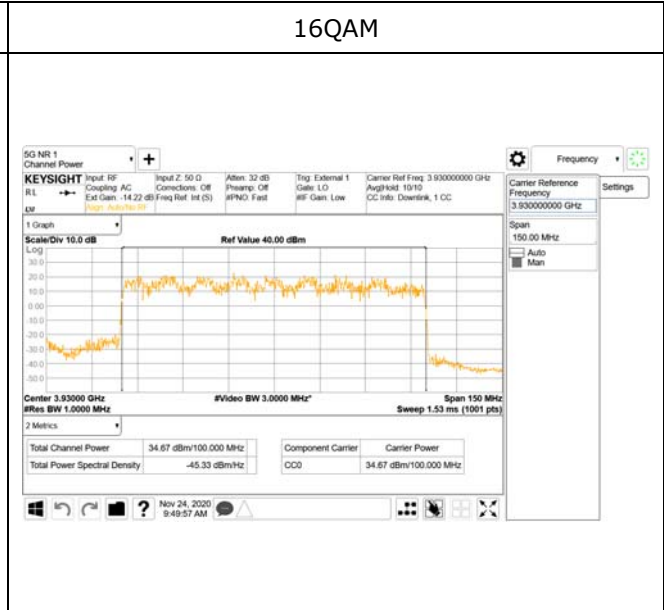 16QAM
5G NR 1
Channel Power
Frequency
KEYSIGHT
Input: RF
Coupling: AC
Ext Gain: -14.22 dB
Align: Auto/No RF
RL
Input Z: 50 Ω
Corrections: Off
Freq Ref: Int (S)
Atten: 32 dB
Preamp: Off
#PNO: Fast
Trig: External 1
Gate: LO
#IF Gain: Low
Carrier Ref Freq: 3.930000000 GHz
Avg|Hold: 10/10
CC Info: Downlink, 1 CC
Carrier Reference
Frequency
3.930000000 GHz
Settings
Span
150.00 MHz
Auto
Man
1 Graph
Scale/Div 10.0 dB
Ref Value 40.00 dBm
Log
30.0
20.0
10.0
0.00
-10.0
-20.0
-30.0
-40.0
-50.0
Center 3.93000 GHz
#Video BW 3.0000 MHz*
Span 150 MHz
#Res BW 1.0000 MHz
Sweep 1.53 ms (1001 pts)
2 Metrics
Total Channel Power 34.67 dBm/100.000 MHz
Total Power Spectral Density -45.33 dBm/Hz
Component Carrier Carrier Power
CC0 34.67 dBm/100.000 MHz
?
Nov 24, 2020
9:49:57 AM